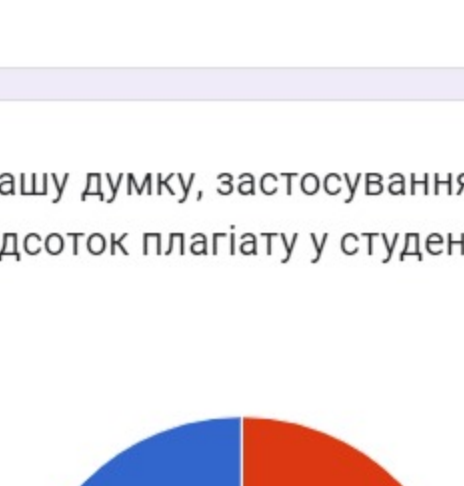 ашу думку, застосування
дсоток плагіату у студен